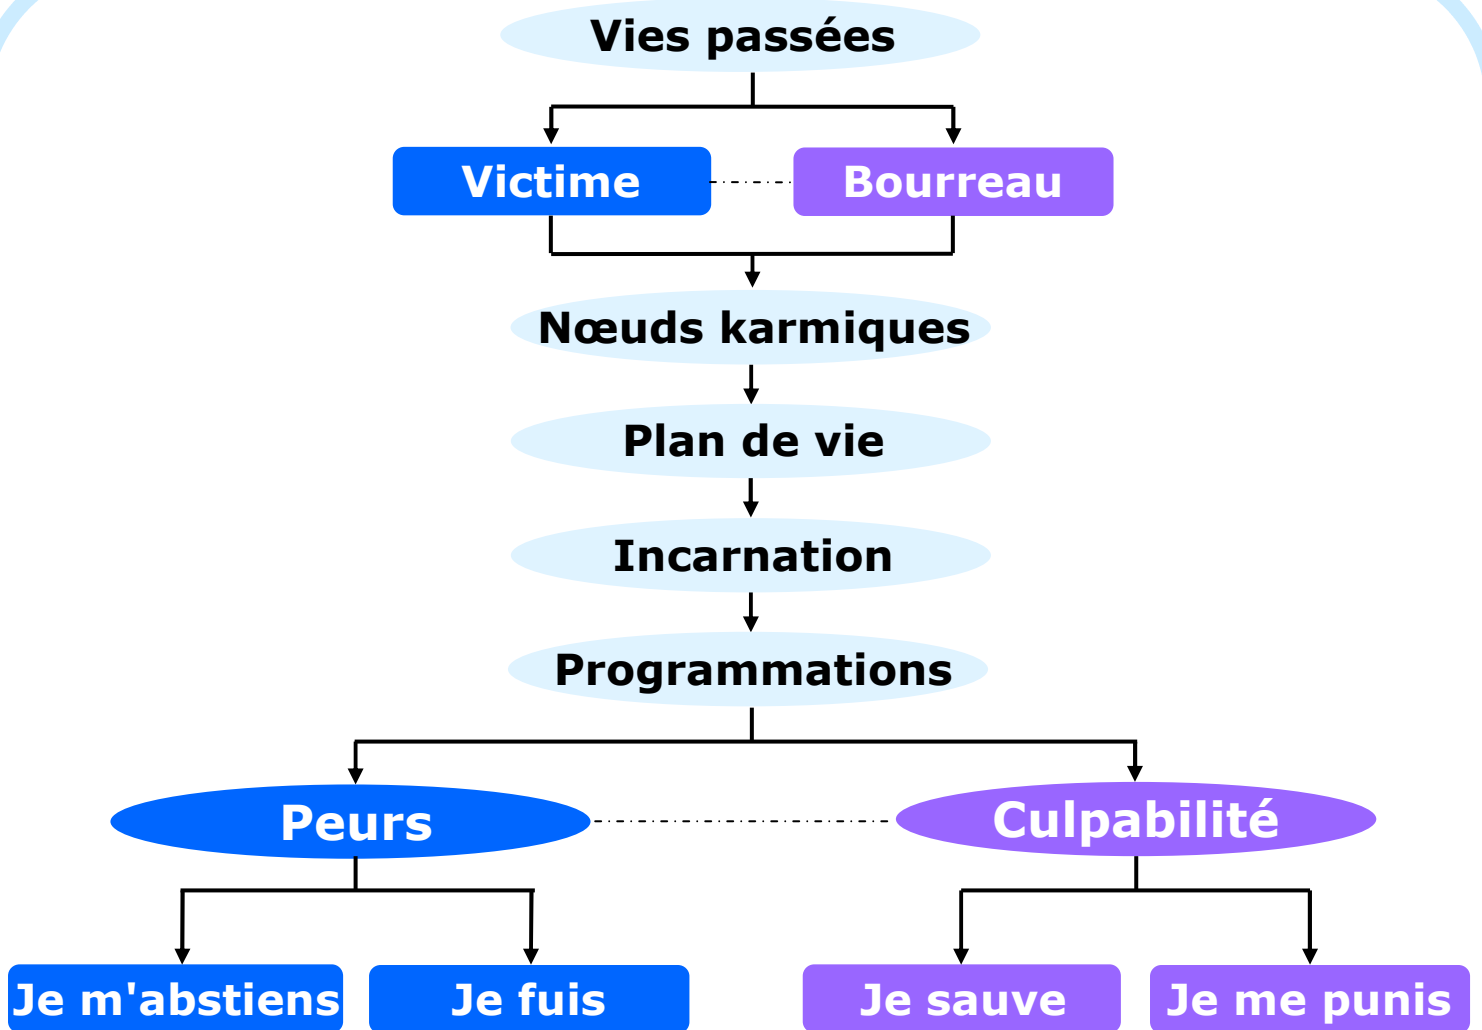 Vies passées
Victime
Bourreau
Nœuds karmiques
Plan de vie
Incarnation
Programmations
Peurs
Culpabilité
Je m'abstiens
Je fuis
Je sauve
Je me punis